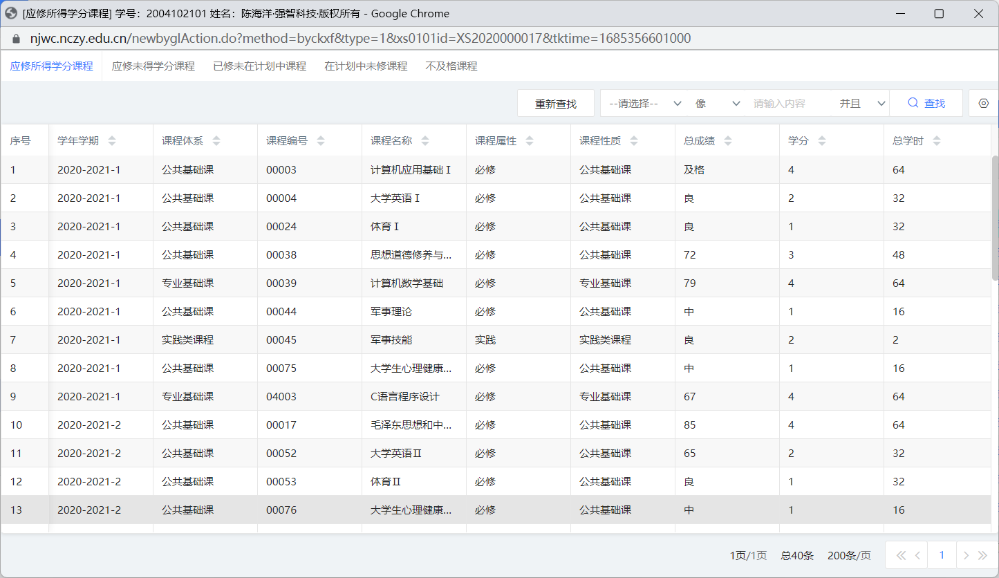 [应修所得学分课程] 学号：2004102101 姓名：陈海洋·强智科技·版权所有 - Google Chrome
njwc.nczy.edu.cn/newbyglAction.do?method=byckxf&type=1&xs0101id=XS2020000017&tktime=1685356601000
应修所得学分课程 应修未得学分课程 已修未在计划中课程 在计划中未修课程 不及格课程
重新查找 --请选择-- 像 请输入内容 并且 查找
序号 学年学期 课程体系 课程编号 课程名称 课程属性 课程性质 总成绩 学分 总学时
1 2020-2021-1 公共基础课 00003 计算机应用基础Ⅰ 必修 公共基础课 及格 4 64
2 2020-2021-1 公共基础课 00004 大学英语Ⅰ 必修 公共基础课 良 2 32
3 2020-2021-1 公共基础课 00024 体育Ⅰ 必修 公共基础课 良 1 32
4 2020-2021-1 公共基础课 00038 思想道德修养与... 必修 公共基础课 72 3 48
5 2020-2021-1 专业基础课 00039 计算机数学基础 必修 专业基础课 79 4 64
6 2020-2021-1 公共基础课 00044 军事理论 必修 公共基础课 中 1 16
7 2020-2021-1 实践类课程 00045 军事技能 实践 实践类课程 良 2 2
8 2020-2021-1 公共基础课 00075 大学生心理健康... 必修 公共基础课 中 1 16
9 2020-2021-1 专业基础课 04003 C语言程序设计 必修 专业基础课 67 4 64
10 2020-2021-2 公共基础课 00017 毛泽东思想和中... 必修 公共基础课 85 4 64
11 2020-2021-2 公共基础课 00052 大学英语Ⅱ 必修 公共基础课 65 2 32
12 2020-2021-2 公共基础课 00053 体育Ⅱ 必修 公共基础课 良 1 32
13 2020-2021-2 公共基础课 00076 大学生心理健康... 必修 公共基础课 中 1 16
1页/1页 总40条 200条/页 1